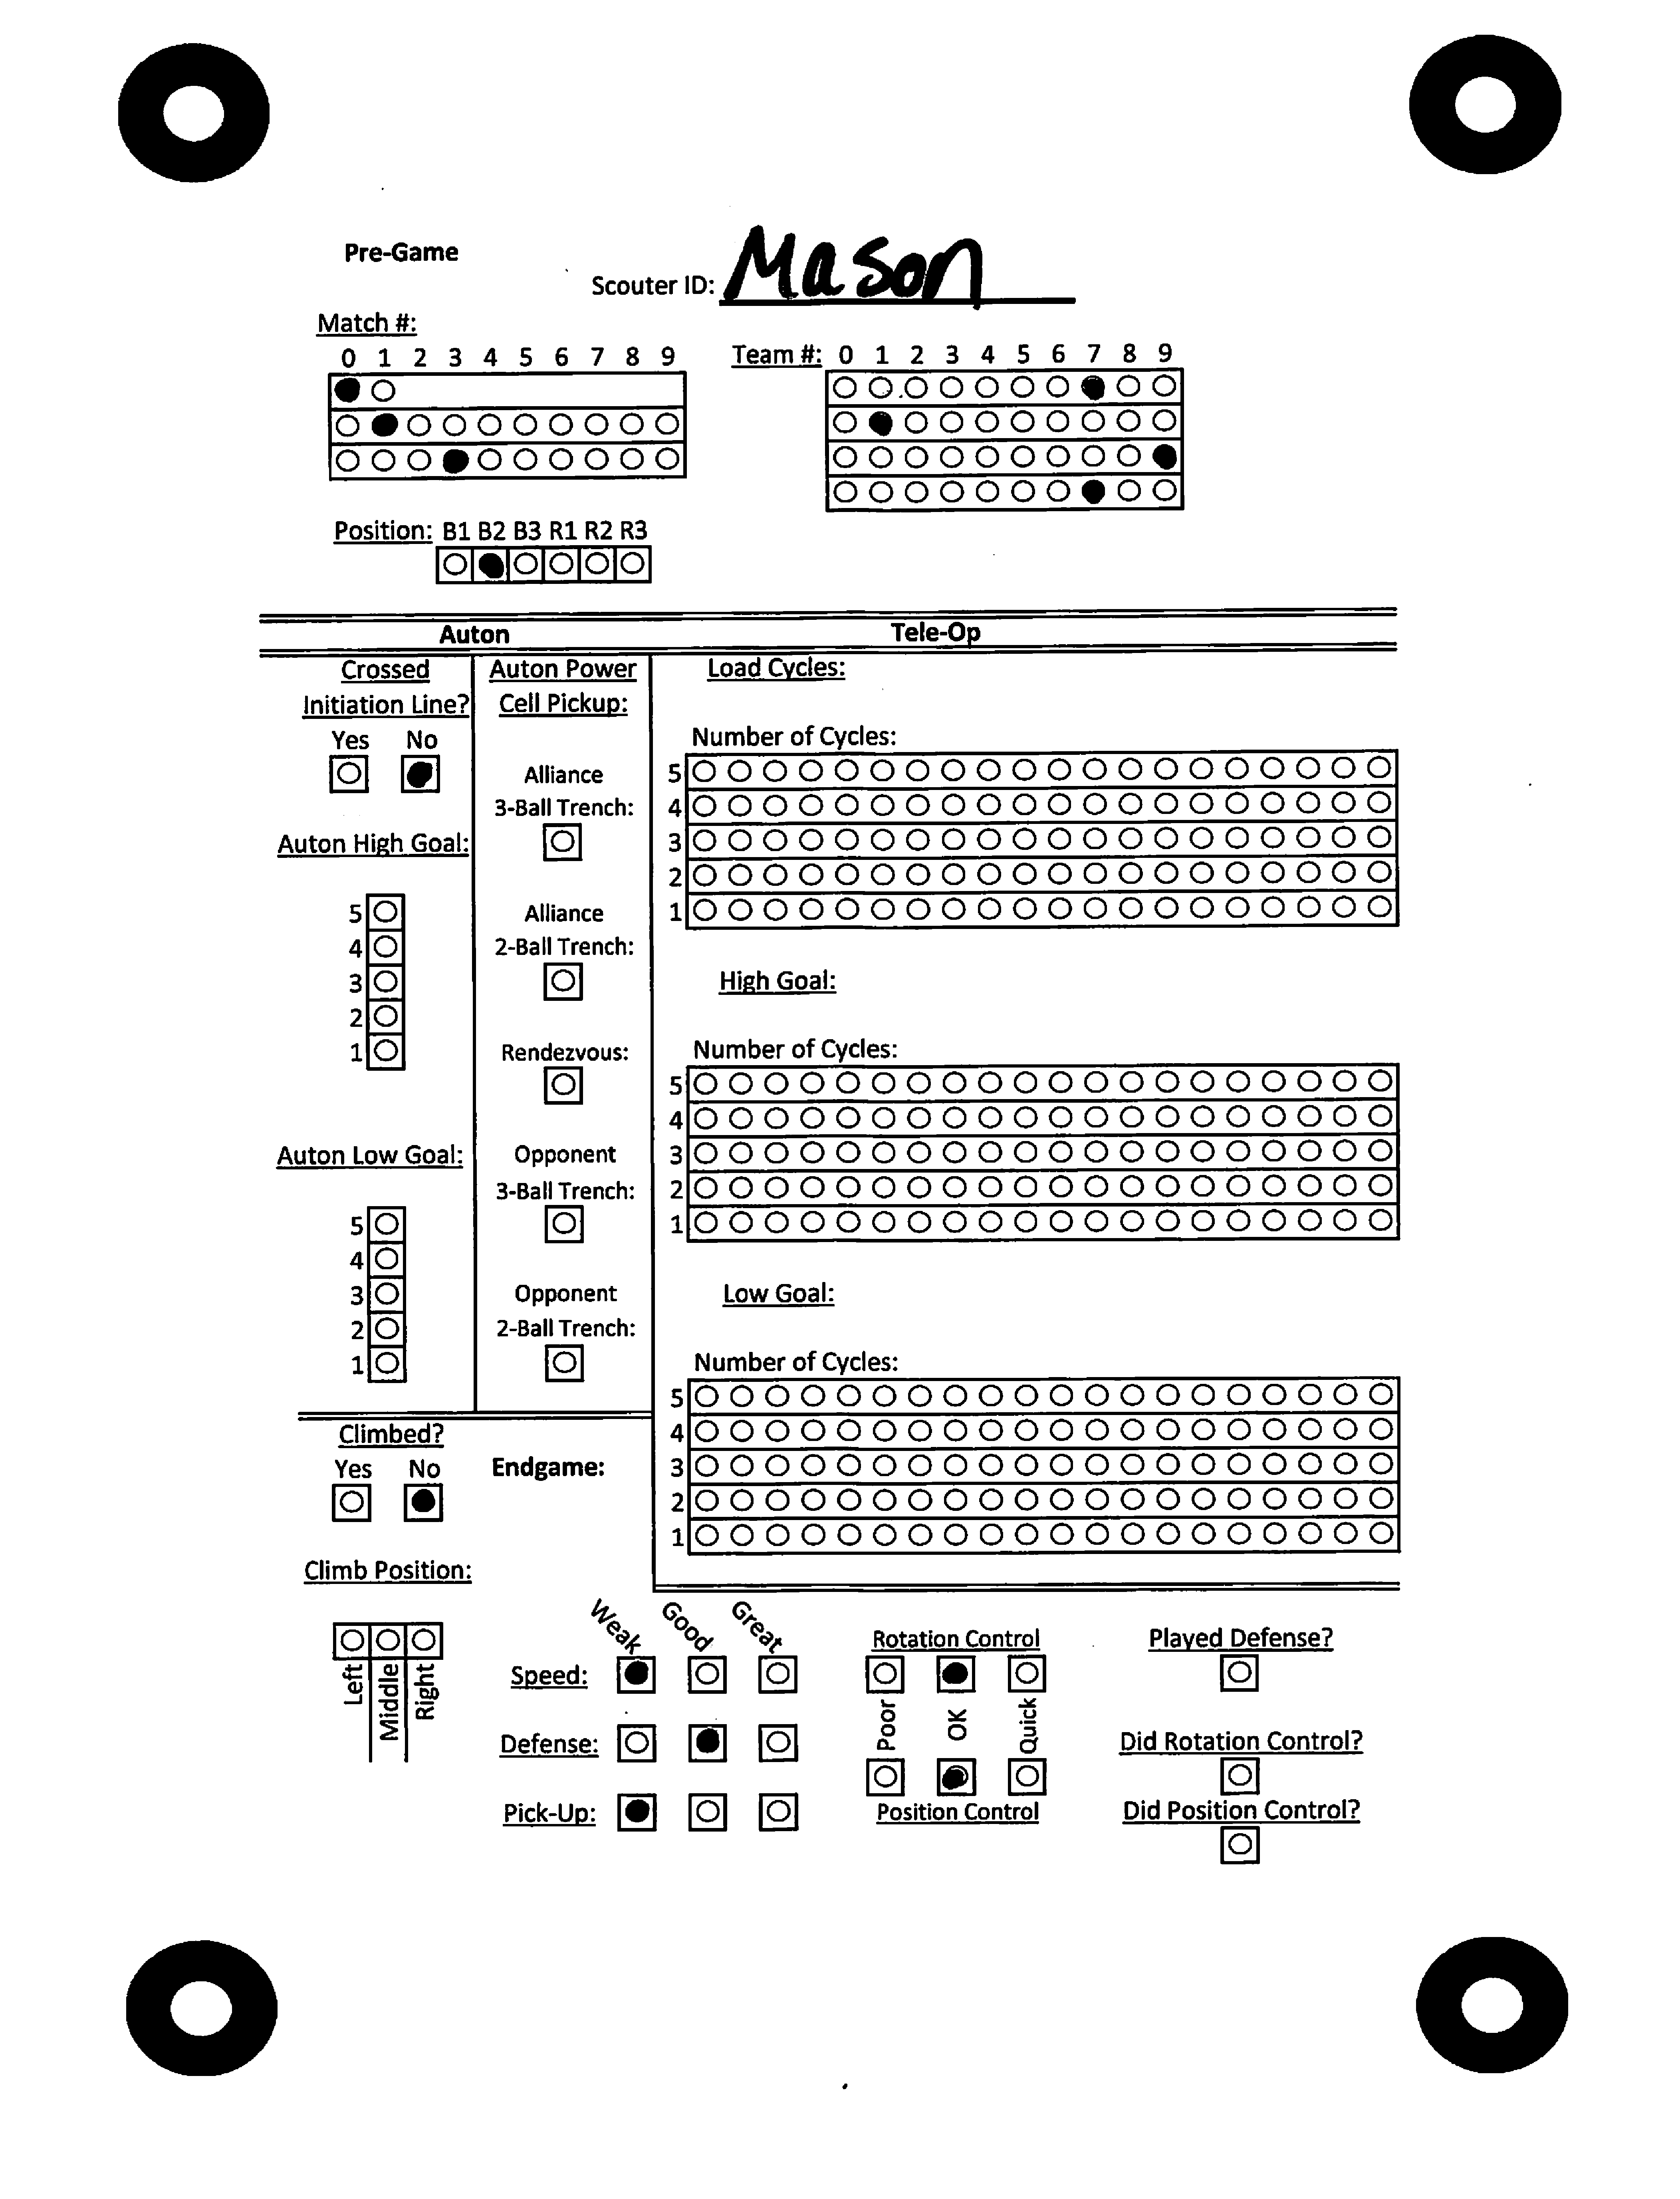 Pre-Game
Scouter ID: Mason
Match #:
0 1 2 3 4 5 6 7 8 9
Team #: 0 1 2 3 4 5 6 7 8 9
Position: B1 B2 B3 R1 R2 R3
Auton
Tele-Op
Crossed
Initiation Line?
Yes No
Auton High Goal:
5
4
3
2
1
Auton Low Goal:
5
4
3
2
1
Auton Power
Cell Pickup:
Alliance
3-Ball Trench:
Alliance
2-Ball Trench:
Rendezvous:
Opponent
3-Ball Trench:
Opponent
2-Ball Trench:
Load Cycles:
Number of Cycles:
5
4
3
2
1
High Goal:
Number of Cycles:
5
4
3
2
1
Low Goal:
Number of Cycles:
5
4
3
2
1
Climbed?
Yes No
Endgame:
Climb Position:
Left
Middle
Right
Weak Good Great
Speed:
Defense:
Pick-Up:
Rotation Control
Poor OK Quick
Position Control
Played Defense?
Did Rotation Control?
Did Position Control?